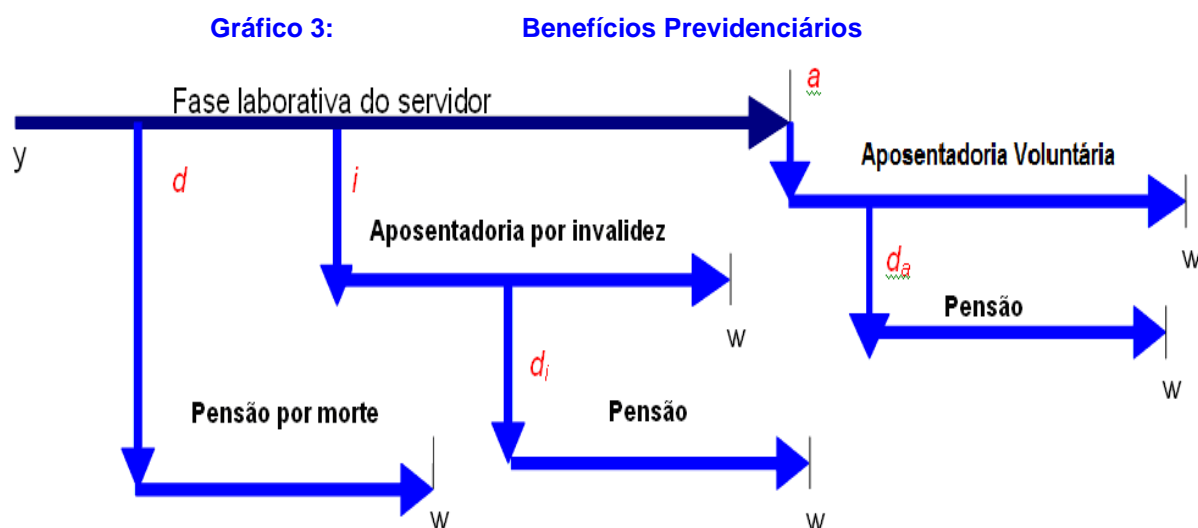 Gráfico 3: Benefícios Previdenciários
Fase laborativa do servidor
a
y
d
i
Aposentadoria Voluntária
Aposentadoria por invalidez
w
da
Pensão
w
w
di
Pensão por morte
Pensão
w
w